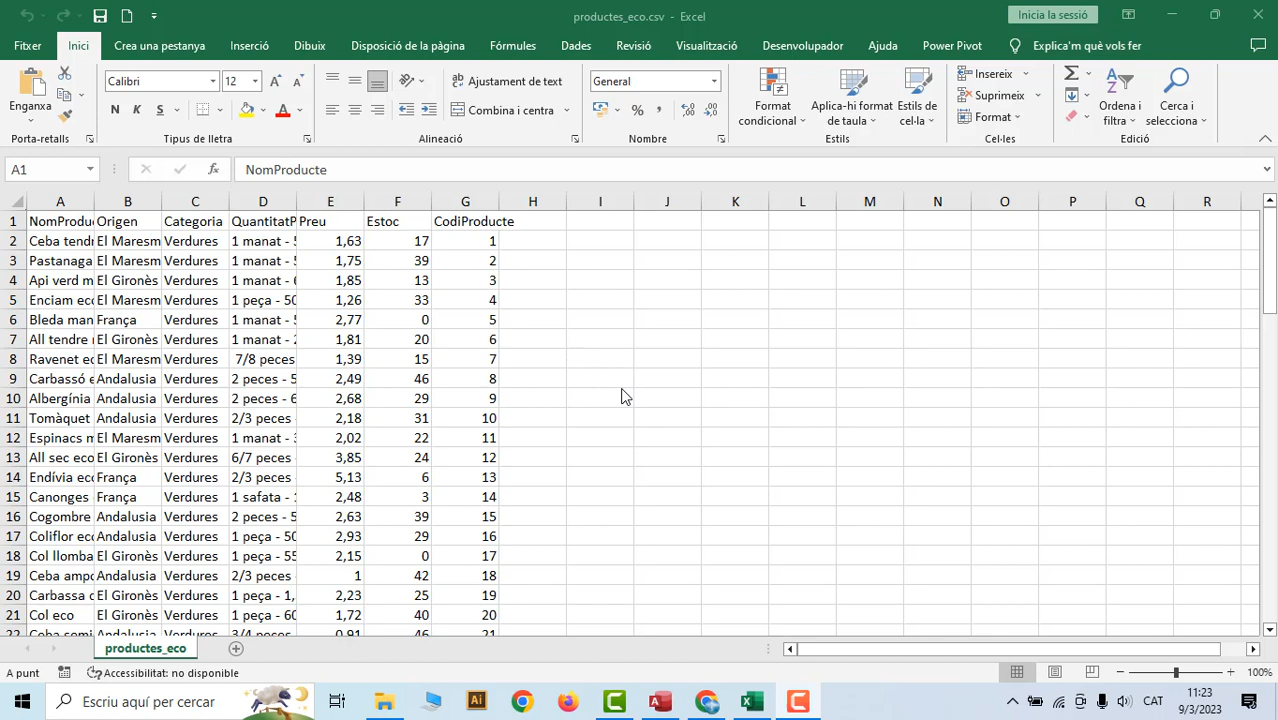 productes_eco.csv - Excel
Inicia la sessió
Fitxer Inici Crea una pestanya Inserció Dibuix Disposició de la pàgina Fórmules Dades Revisió Visualització Desenvolupador Ajuda Power Pivot Explica'm què vols fer
Enganxa
Porta-retalls
Calibri 12
N K S
Tipus de lletra
Ajustament de text
Combina i centra
Alineació
General
Nombre
Format condicional
Aplica-hi format de taula
Estils de cel·la
Estils
Insereix
Suprimeix
Format
Cel·les
Ordena i filtra
Cerca i selecciona
Edició
A1 fx NomProducte
A B C D E F G H I J K L M N O P Q R
1 NomProduc Origen Categoria QuantitatP Preu Estoc CodiProducte
2 Ceba tendr El Maresm Verdures 1 manat - 5 1,63 17 1
3 Pastanaga El Maresm Verdures 1 manat - 5 1,75 39 2
4 Api verd m El Gironès Verdures 1 manat - 6 1,85 13 3
5 Enciam eco El Maresm Verdures 1 peça - 50 1,26 33 4
6 Bleda man França Verdures 1 manat - 5 2,77 0 5
7 All tendre El Gironès Verdures 1 manat - 2 1,81 20 6
8 Ravenet ec El Maresm Verdures 7/8 peces 1,39 15 7
9 Carbassó e Andalusia Verdures 2 peces - 5 2,49 46 8
10 Albergínia Andalusia Verdures 2 peces - 6 2,68 29 9
11 Tomàquet Andalusia Verdures 2/3 peces 2,18 31 10
12 Espinacs m El Maresm Verdures 1 manat - 3 2,02 22 11
13 All sec eco El Gironès Verdures 6/7 peces 3,85 24 12
14 Endívia eco França Verdures 2/3 peces 5,13 6 13
15 Canonges França Verdures 1 safata - 1 2,48 3 14
16 Cogombre Andalusia Verdures 2 peces - 5 2,63 39 15
17 Coliflor eco Andalusia Verdures 1 peça - 50 2,93 29 16
18 Col llomba El Gironès Verdures 1 peça - 55 2,15 0 17
19 Ceba ampo Andalusia Verdures 2/3 peces 1 42 18
20 Carbassa c El Gironès Verdures 1 peça - 1, 2,23 25 19
21 Col eco El Gironès Verdures 1 peça - 60 1,72 40 20
22 Ceba semi Andalusia Verdures 3/4 peces 0,91 46 21
productes_eco
A punt Accessibilitat: no disponible 100%
Escriu aquí per cercar
CAT
11:23
9/3/2023